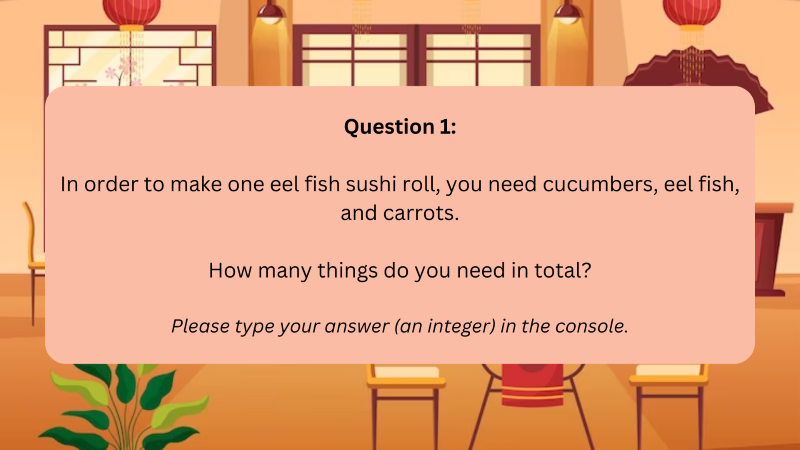 Question 1:
In order to make one eel fish sushi roll, you need cucumbers, eel fish,
and carrots.
How many things do you need in total?
Please type your answer (an integer) in the console.